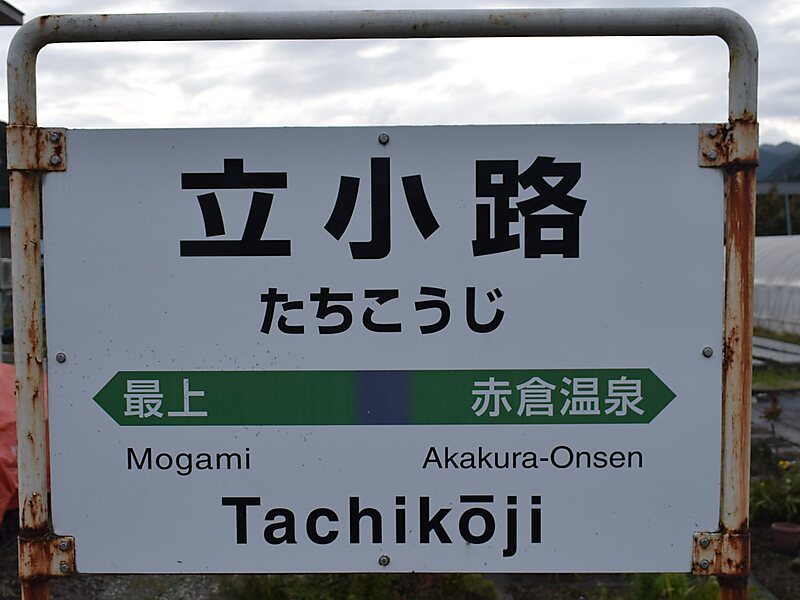 立小路
たちこうじ
最上 赤倉温泉
Mogami Akakura-Onsen
Tachikōji